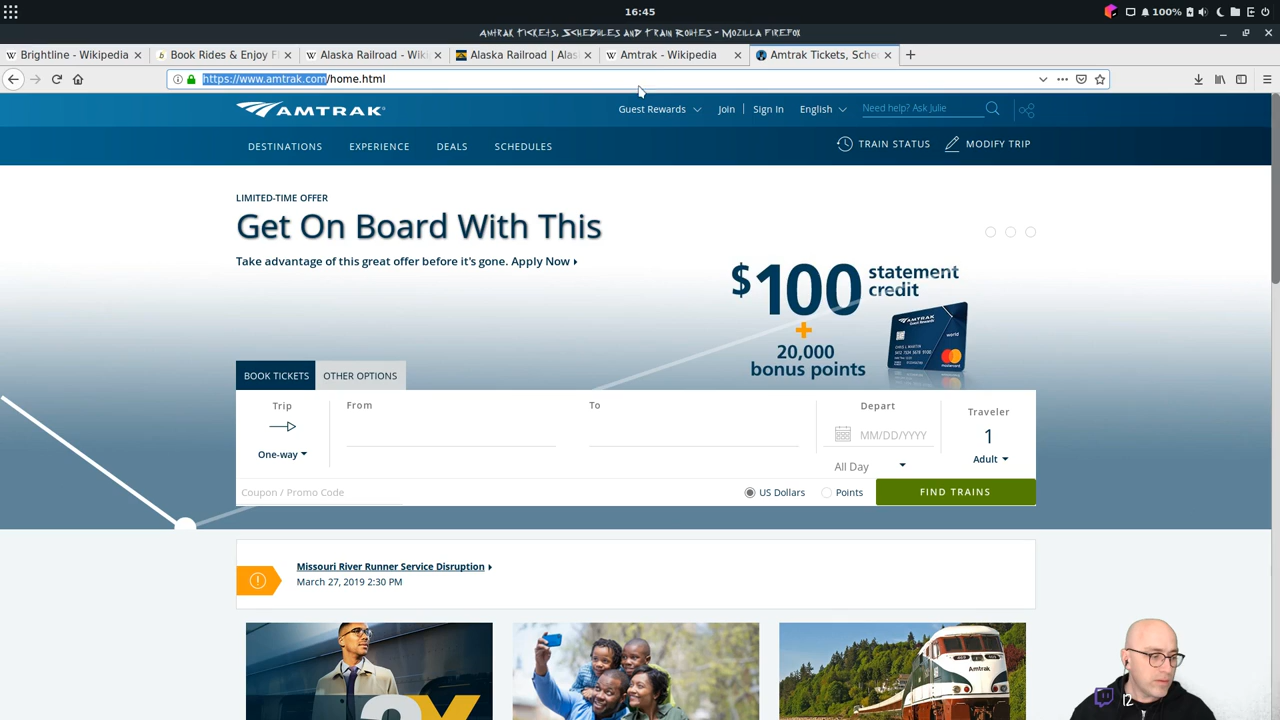 16:45
100%
Amtrak Tickets, Schedules and Train Routes - Mozilla Firefox
Brightline - Wikipedia
Book Rides & Enjoy F
Alaska Railroad - Wiki
Alaska Railroad | Alas
Amtrak - Wikipedia
Amtrak Tickets, Sche
https://www.amtrak.com/home.html
AMTRAK
Guest Rewards
Join
Sign In
English
Need help? Ask Julie
DESTINATIONS
EXPERIENCE
DEALS
SCHEDULES
TRAIN STATUS
MODIFY TRIP
LIMITED-TIME OFFER
Get On Board With This
Take advantage of this great offer before it's gone. Apply Now
$100 statement credit
+
20,000
bonus points
BOOK TICKETS
OTHER OPTIONS
Trip
One-way
From
To
Depart
MM/DD/YYYY
All Day
Traveler
1
Adult
Coupon / Promo Code
US Dollars
Points
FIND TRAINS
Missouri River Runner Service Disruption
March 27, 2019 2:30 PM
Amtrak
12